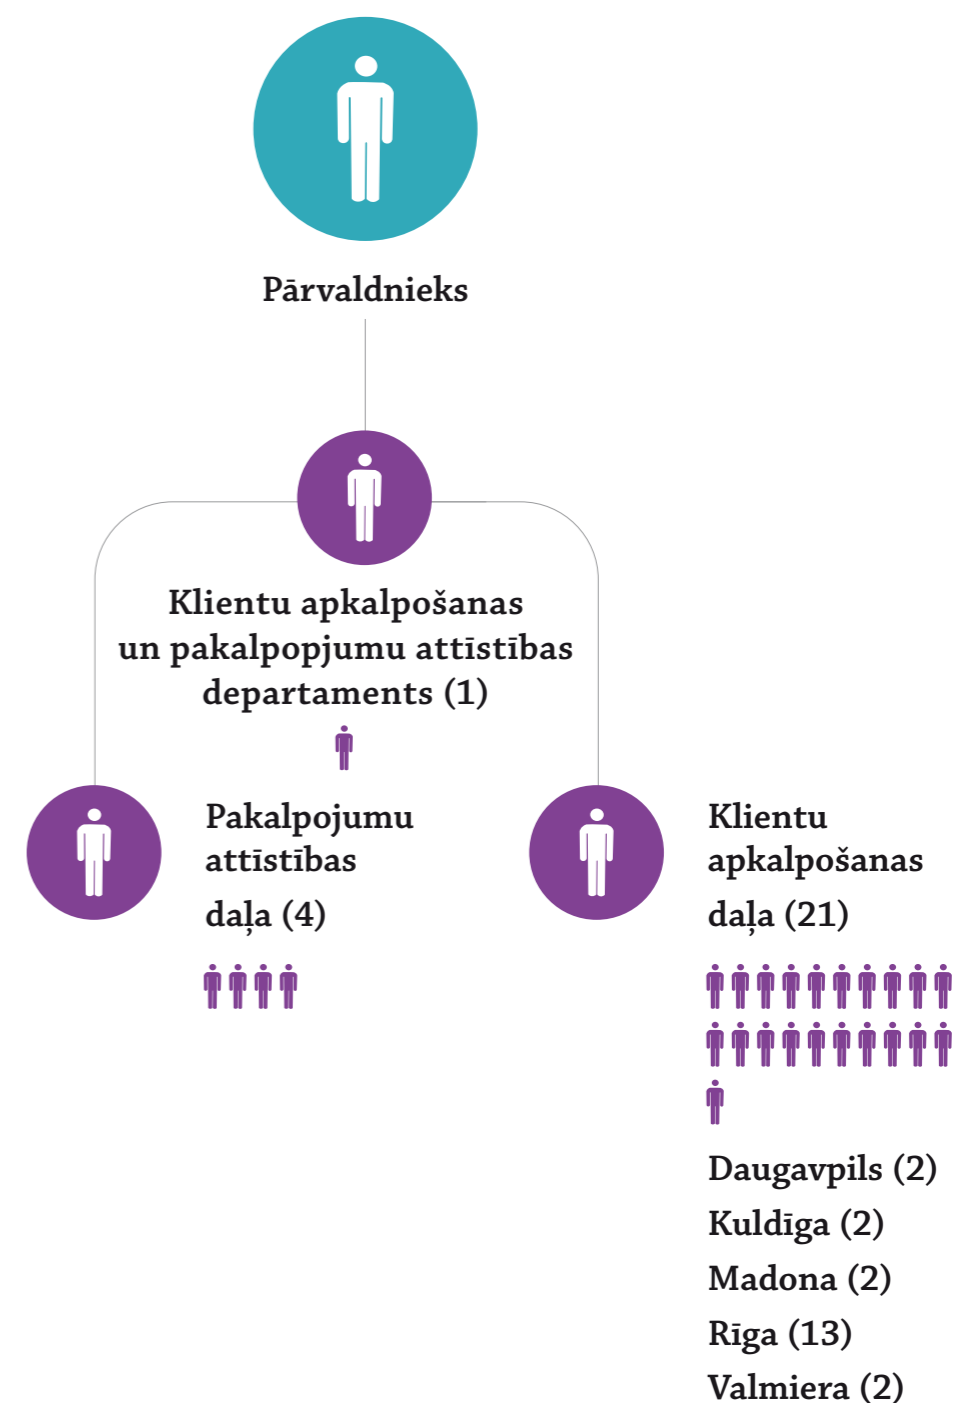 Pārvaldnieks
Klientu apkalpošanas
un pakalpopjumu attīstības
departaments (1)
Pakalpojumu
attīstības
daļa (4)
Klientu
apkalpošanas
daļa (21)
Daugavpils (2)
Kuldīga (2)
Madona (2)
Rīga (13)
Valmiera (2)